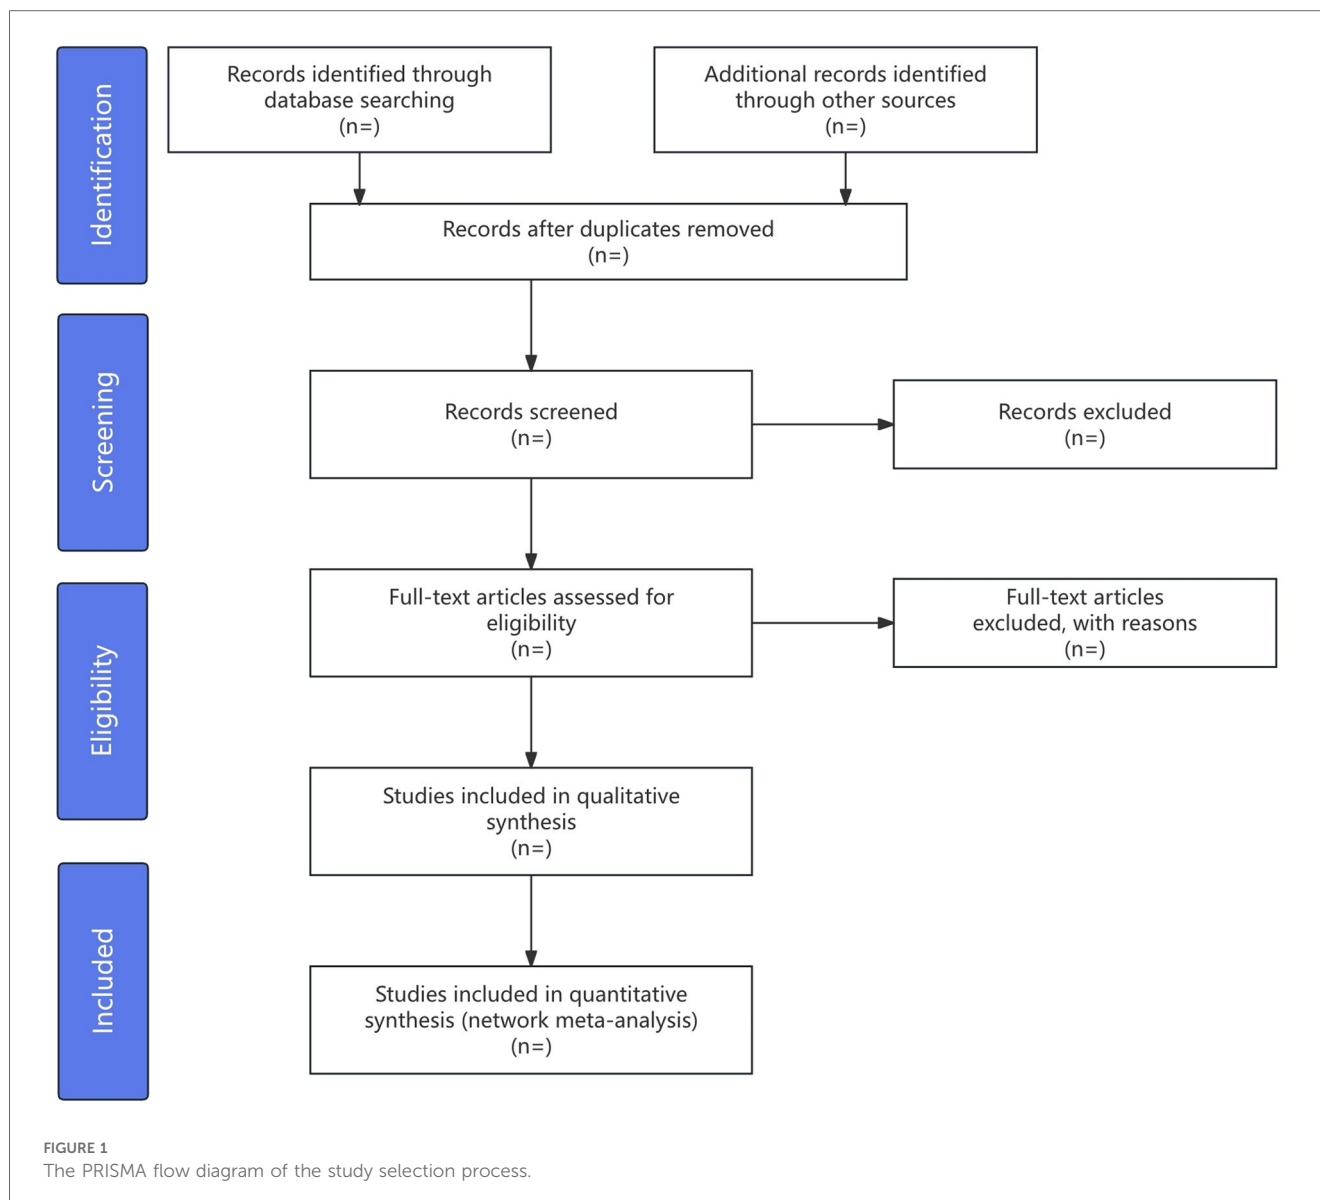 Identification
Records identified through
database searching
(n=)
Additional records identified
through other sources
(n=)
Records after duplicates removed
(n=)
Screening
Records screened
(n=)
Records excluded
(n=)
Eligibility
Full-text articles assessed for
eligibility
(n=)
Full-text articles
excluded, with reasons
(n=)
Studies included in qualitative
synthesis
(n=)
Included
Studies included in quantitative
synthesis (network meta-analysis)
(n=)
FIGURE 1
The PRISMA flow diagram of the study selection process.